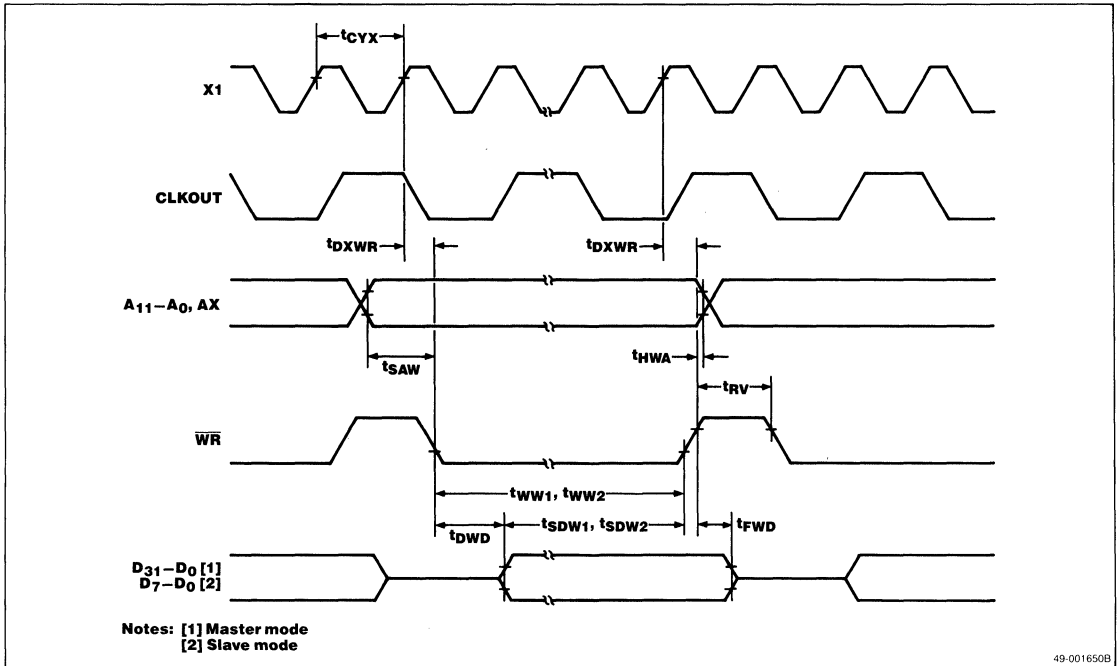 tCYX
X1
CLKOUT
tDXWR
tDXWR
A11–A0, AX
tSAW
tHWA
tRV
WR
tWW1, tWW2
tDWD
tSDW1, tSDW2
tFWD
D31–D0 [1]
D7–D0 [2]
Notes: [1] Master mode
[2] Slave mode
49-001650B